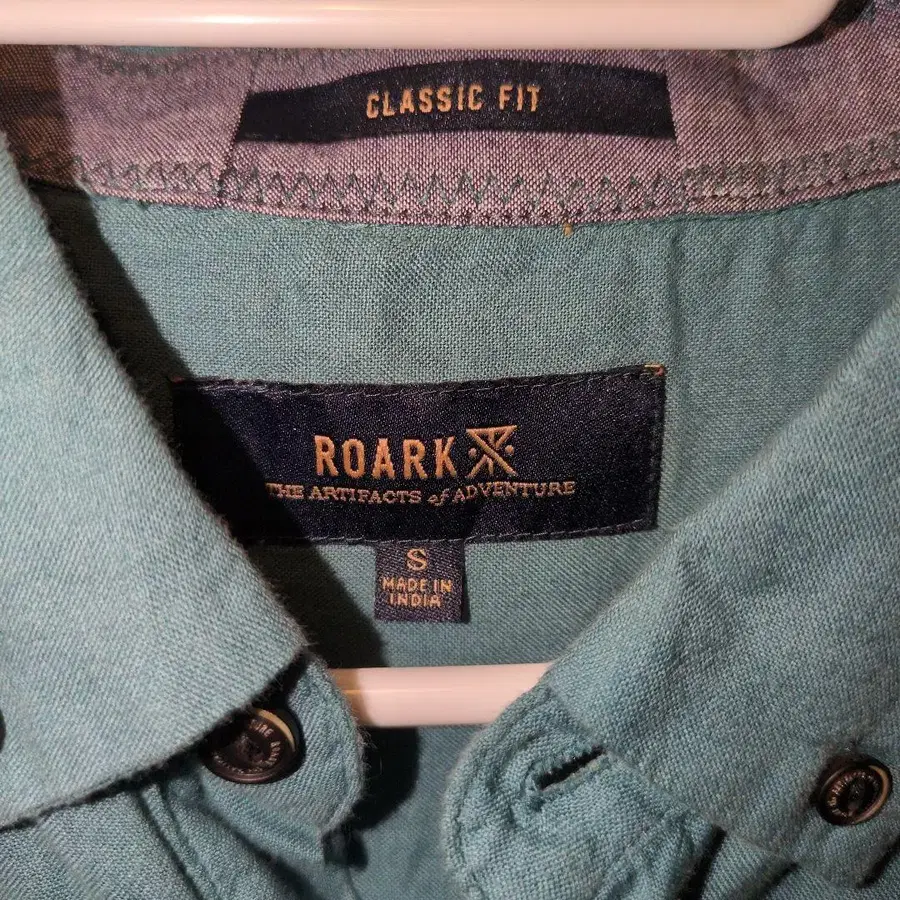 CLASSIC FIT
ROARK
THE ARTIFACTS of ADVENTURE
S
MADE IN
INDIA